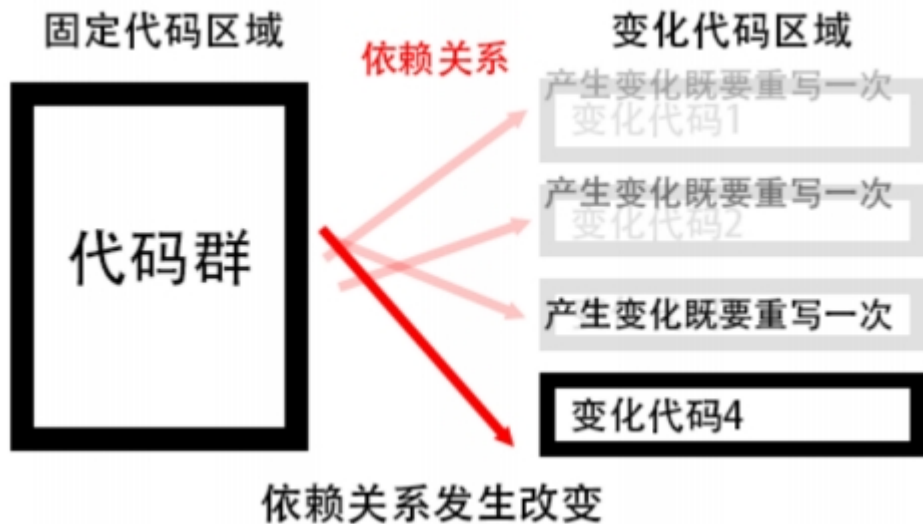 固定代码区域
依赖关系
变化代码区域
产生变化既要重写一次
变化代码1
产生变化既要重写一次
变化代码2
代码群
产生变化既要重写一次
变化代码4
依赖关系发生改变